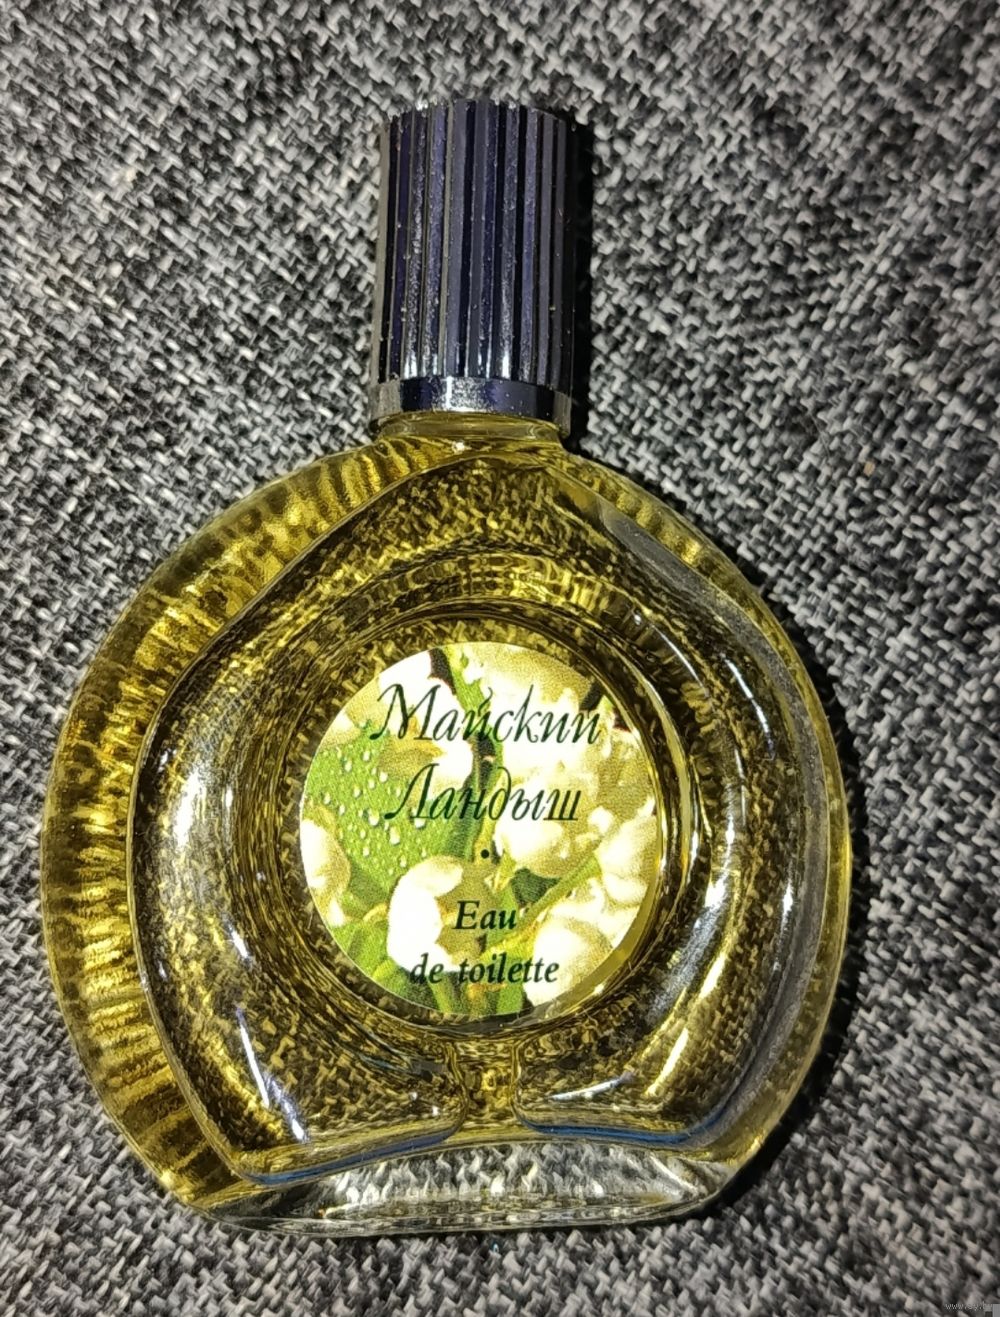 Майский
Ландыш
•
Eau
de toilette